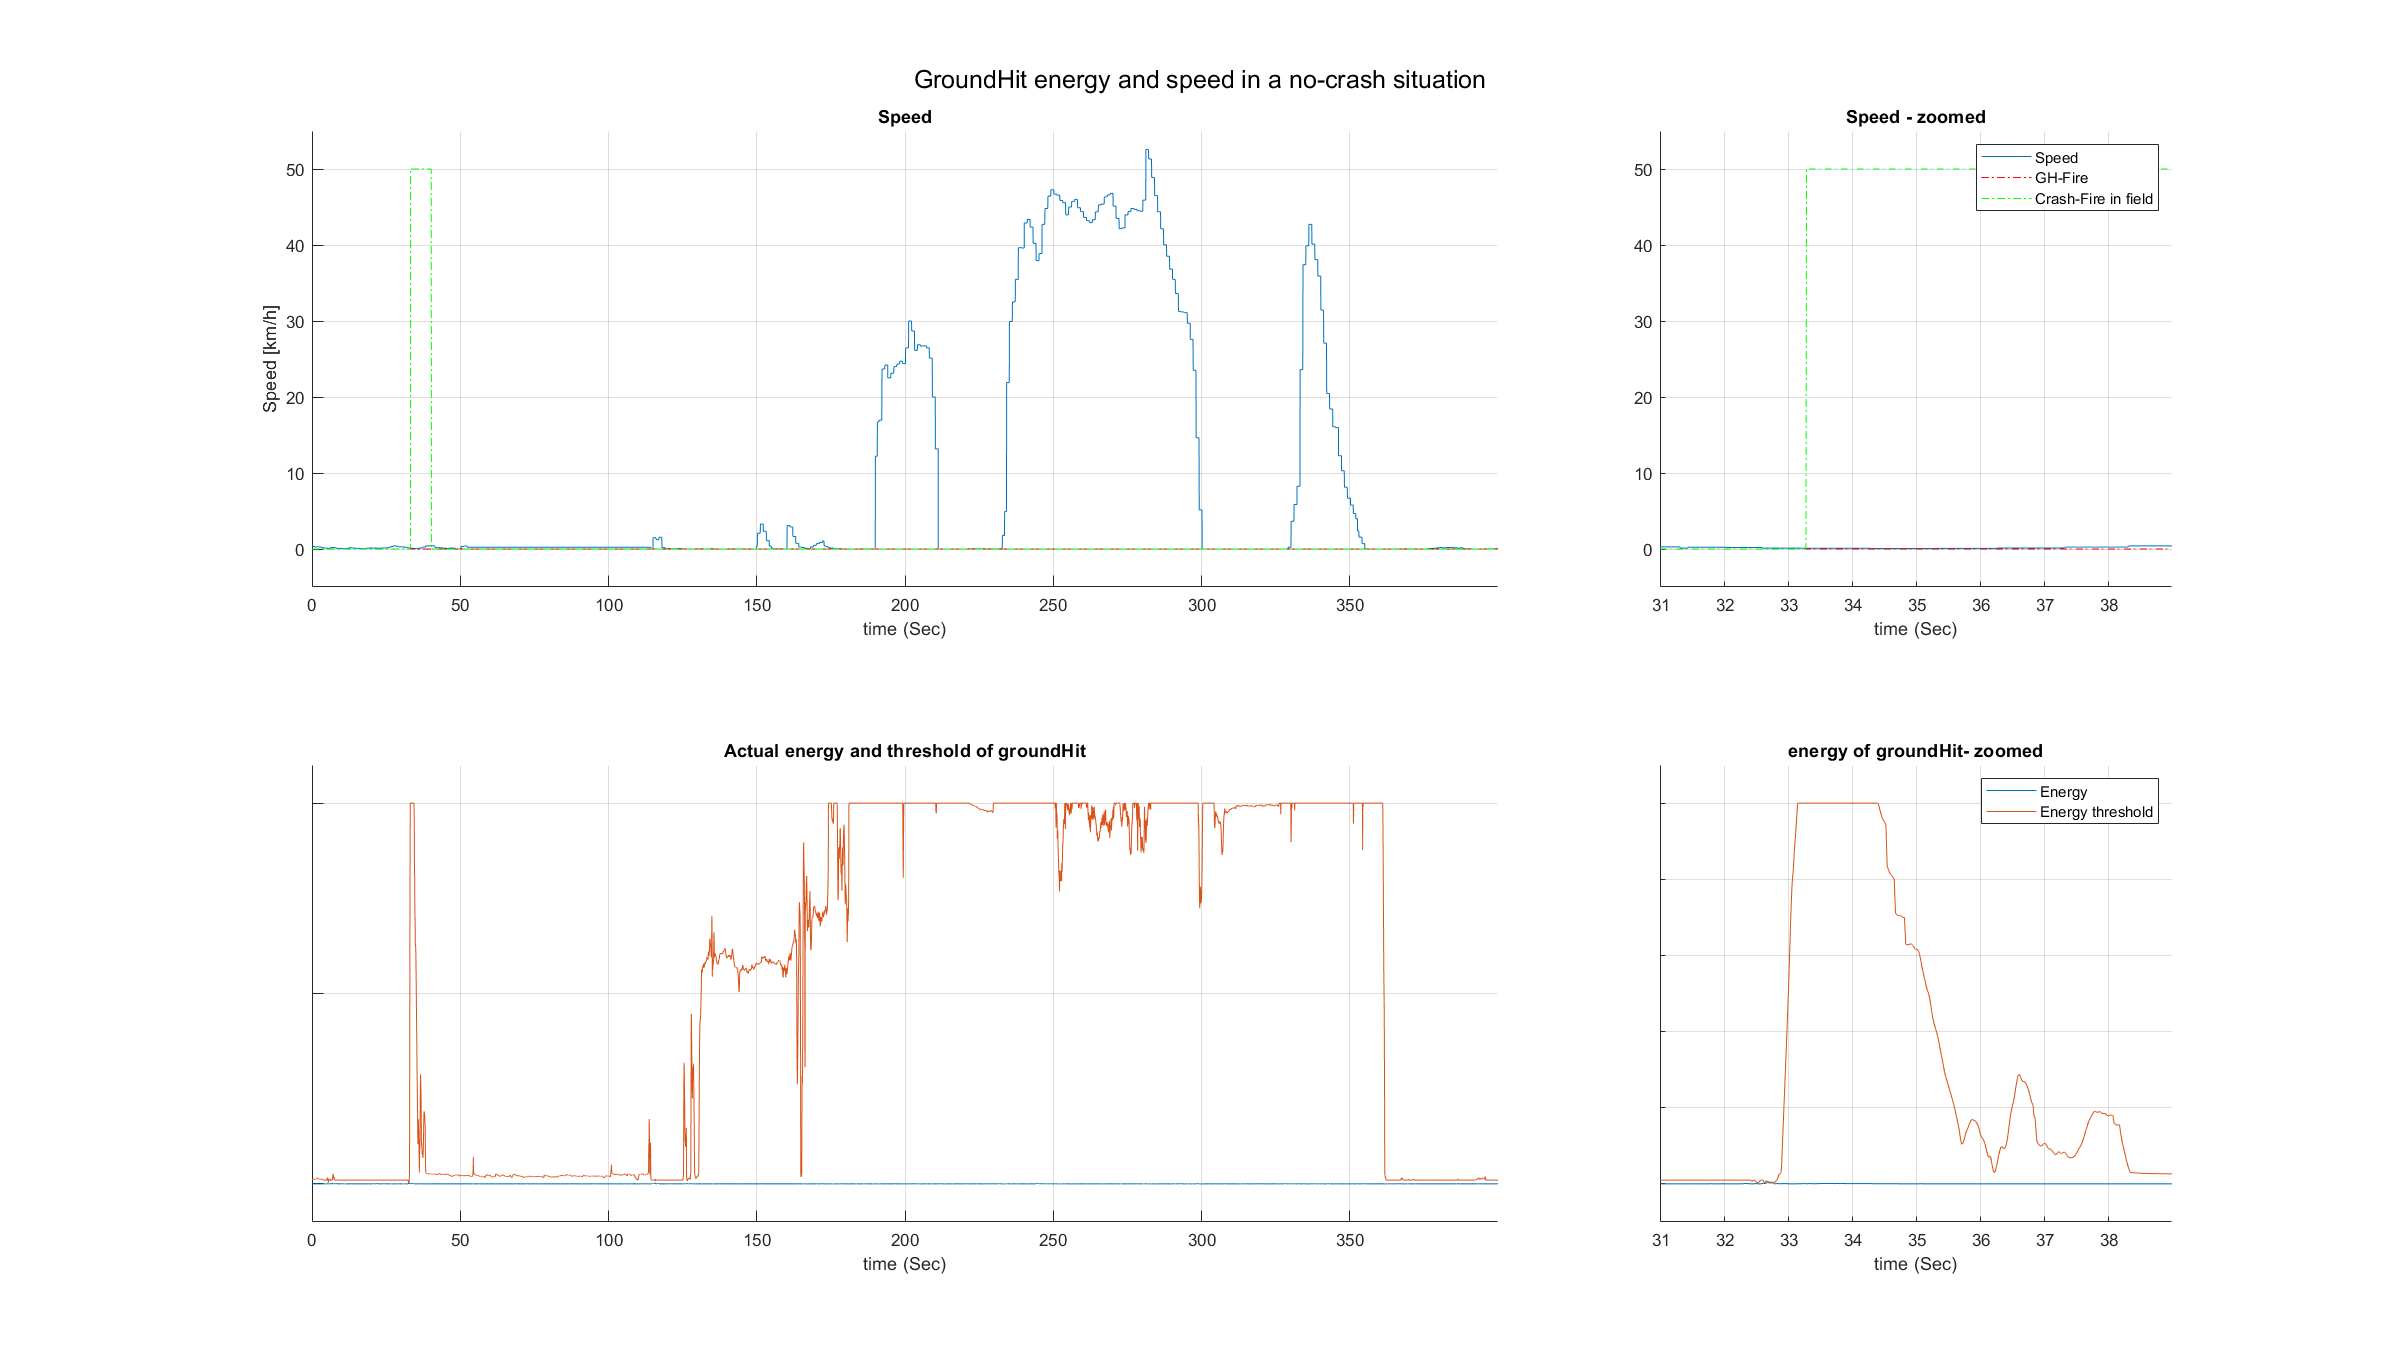 GroundHit energy and speed in a no-crash situation
Speed
Speed [km/h]
50
40
30
20
10
0
0 50 100 150 200 250 300 350
time (Sec)
Speed - zoomed
Speed
GH-Fire
Crash-Fire in field
50
40
30
20
10
0
31 32 33 34 35 36 37 38
time (Sec)
Actual energy and threshold of groundHit
0 50 100 150 200 250 300 350
time (Sec)
energy of groundHit- zoomed
Energy
Energy threshold
31 32 33 34 35 36 37 38
time (Sec)